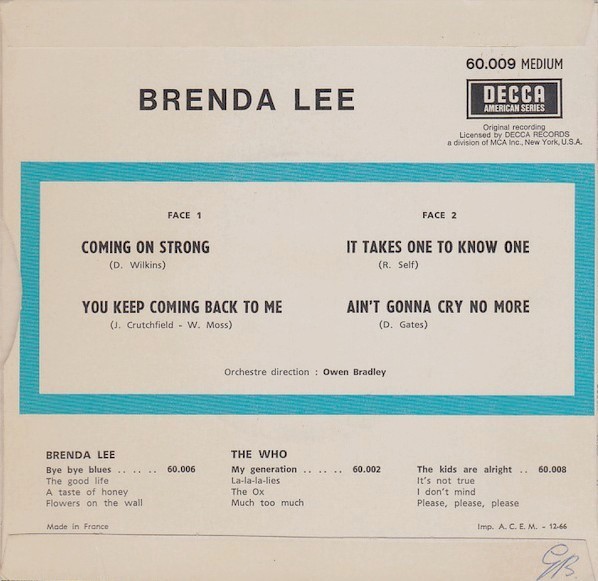 60.009 MEDIUM
BRENDA LEE
DECCA
AMERICAN SERIES
Original recording
Licensed by DECCA RECORDS
a division of MCA Inc., New York, U.S.A.
FACE 1
COMING ON STRONG
(D. Wilkins)
YOU KEEP COMING BACK TO ME
(J. Crutchfield - W. Moss)
FACE 2
IT TAKES ONE TO KNOW ONE
(R. Self)
AIN'T GONNA CRY NO MORE
(D. Gates)
Orchestre direction : Owen Bradley
BRENDA LEE
Bye bye blues .. .. .. 60.006
The good life
A taste of honey
Flowers on the wall
THE WHO
My generation .. .. .. 60.002
La-la-la-lies
The Ox
Much too much
The kids are alright .. 60.008
It's not true
I don't mind
Please, please, please
Made in France
Imp. A. C. E. M. - 12-66